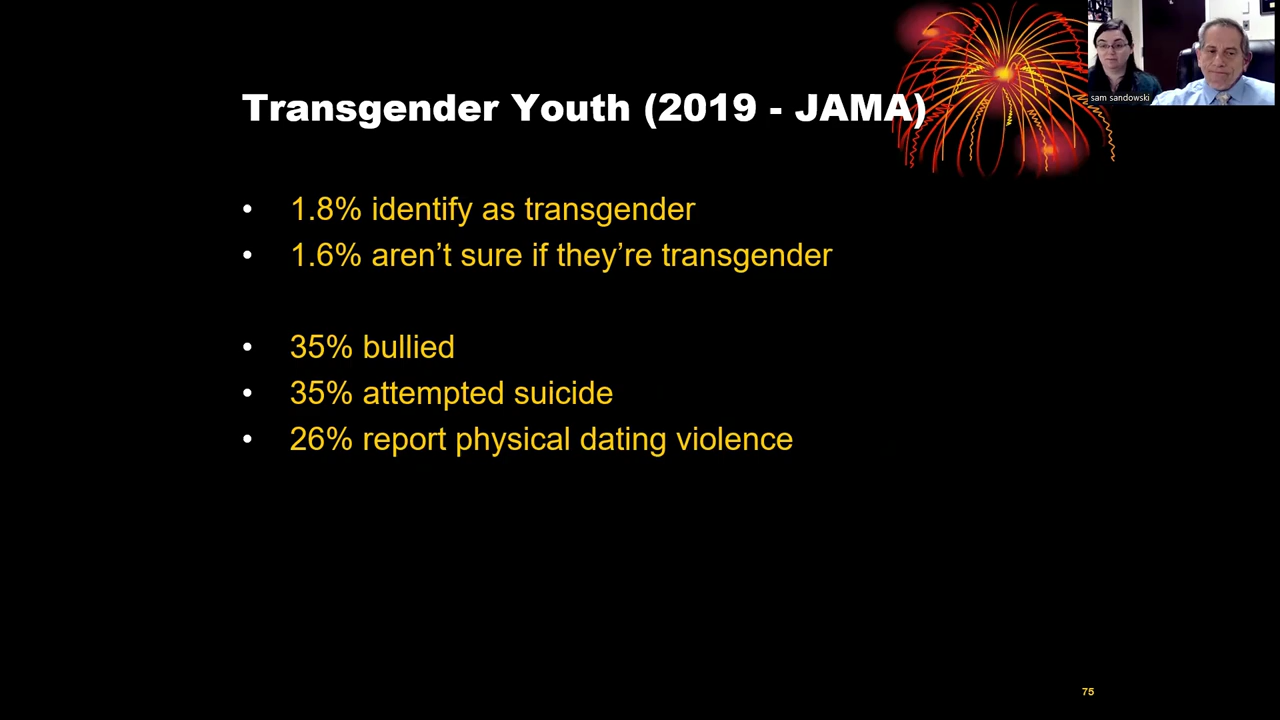 sam sandowski
Transgender Youth (2019 - JAMA)
• 1.8% identify as transgender
• 1.6% aren’t sure if they’re transgender
• 35% bullied
• 35% attempted suicide
• 26% report physical dating violence
75